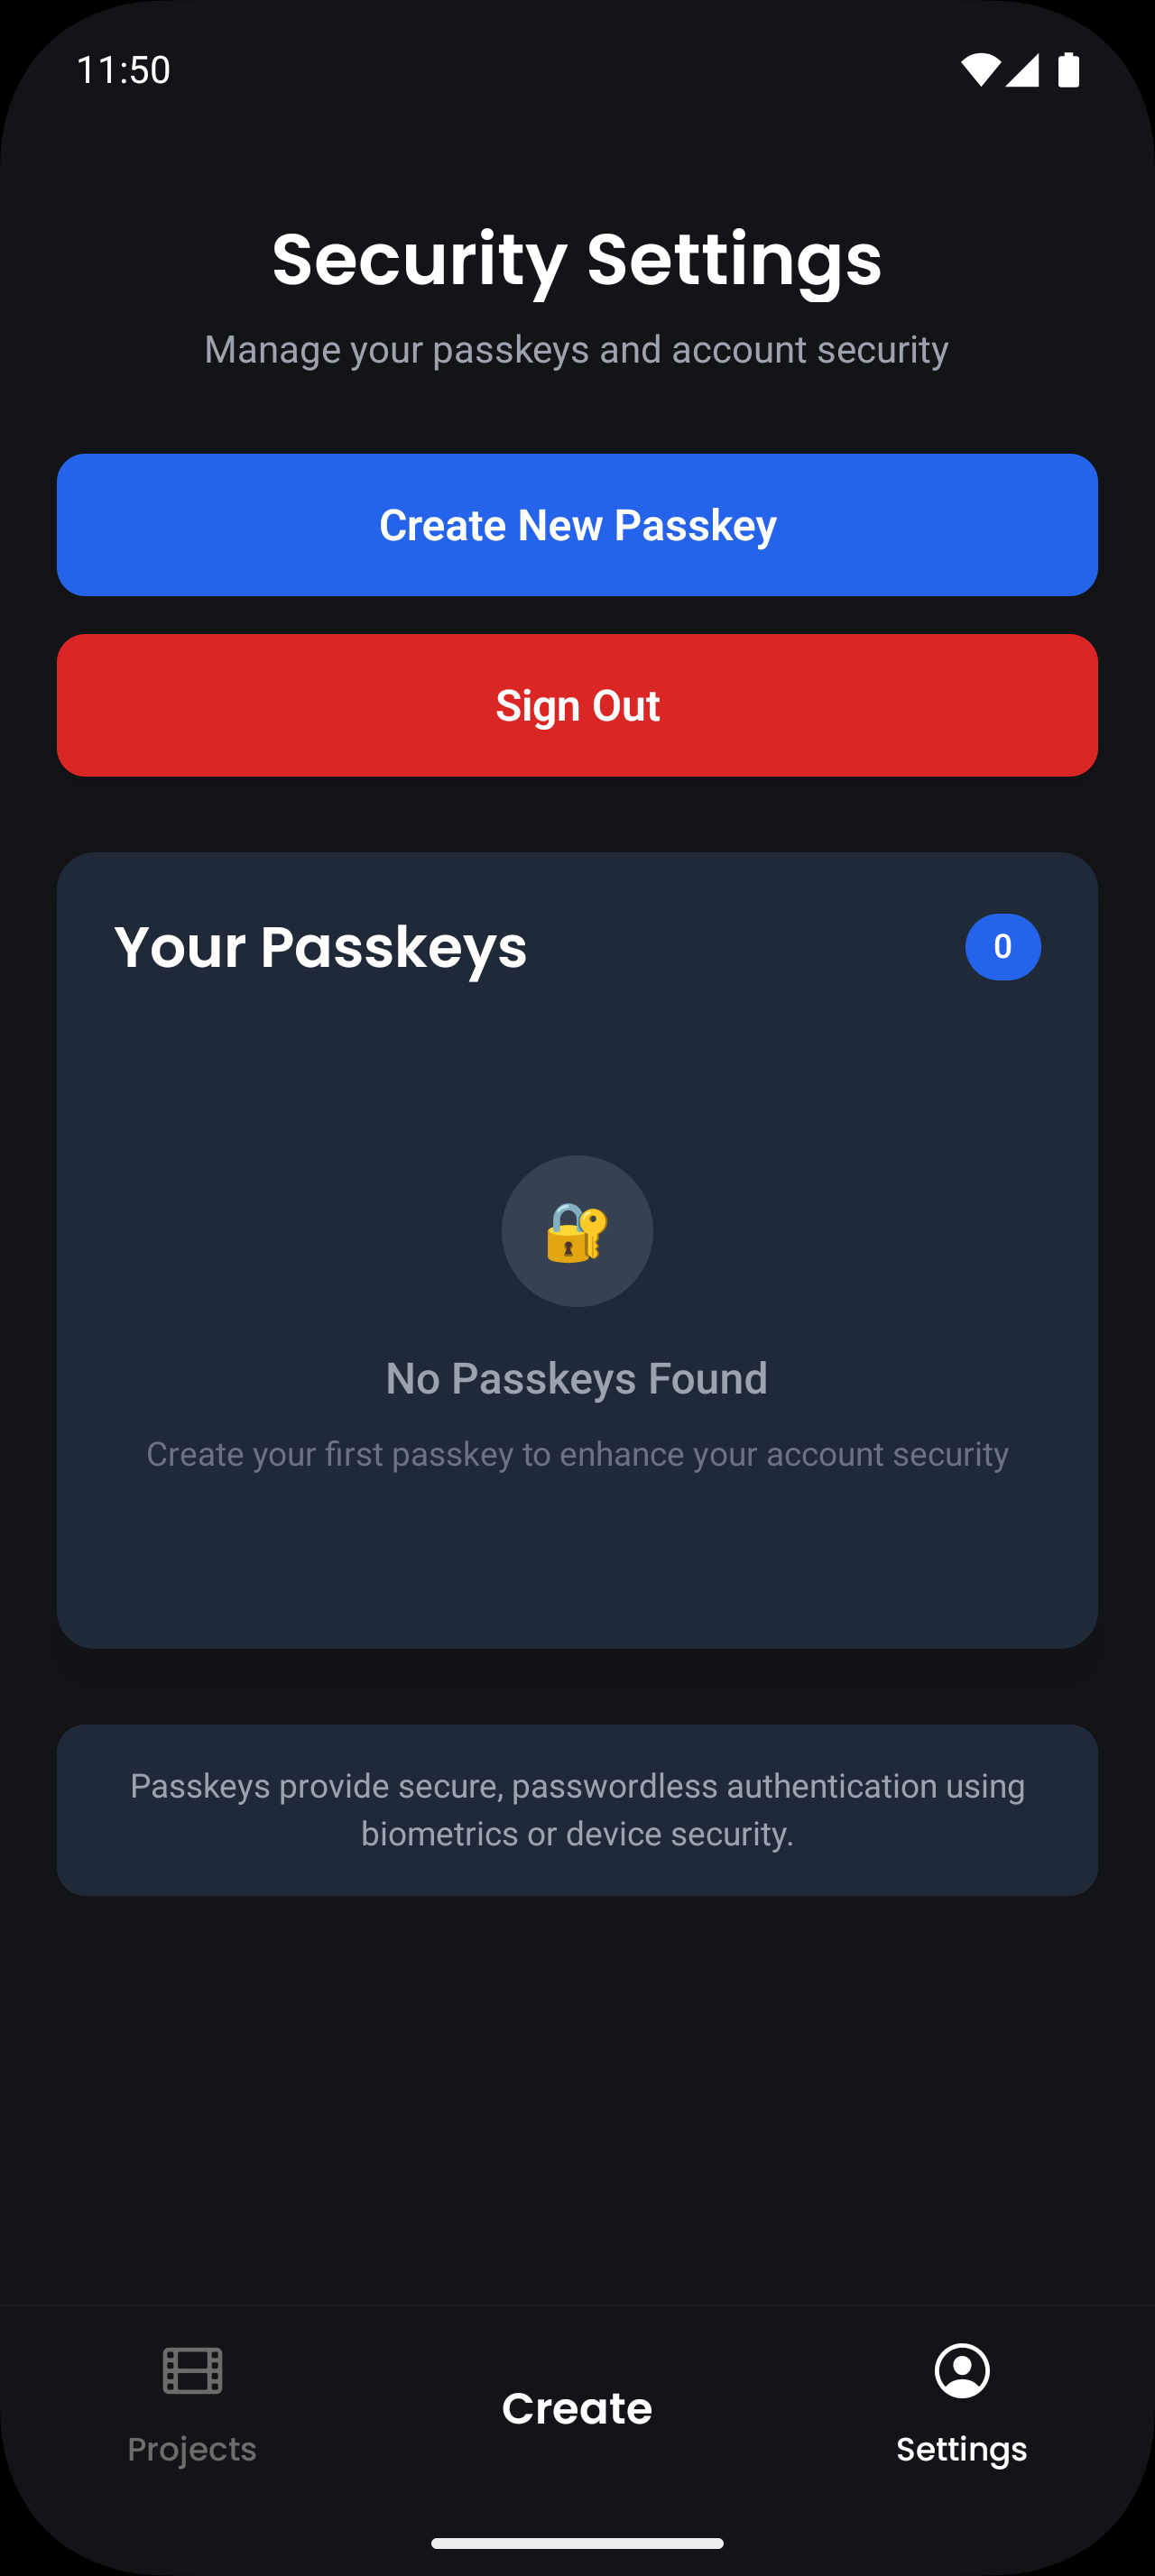 11:50
Security Settings
Manage your passkeys and account security
Create New Passkey
Sign Out
Your Passkeys
0
No Passkeys Found
Create your first passkey to enhance your account security
Passkeys provide secure, passwordless authentication using
biometrics or device security.
Projects
Create
Settings